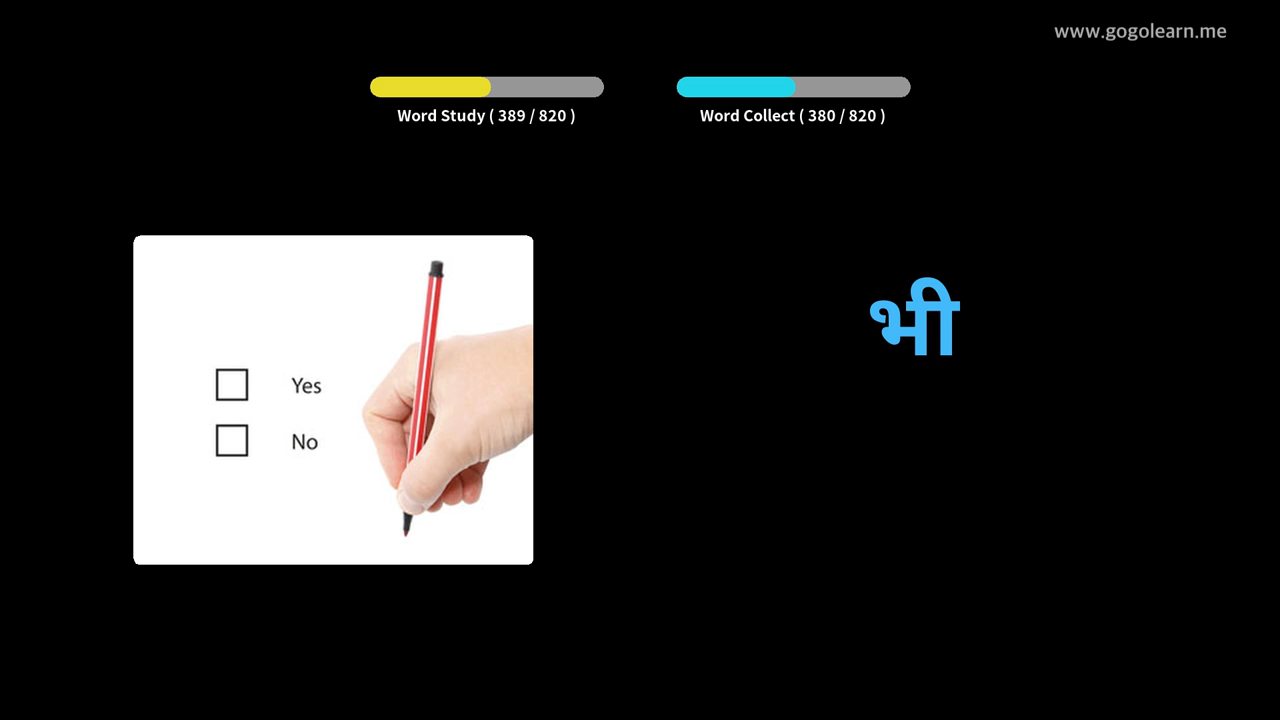 www.gogolearn.me
Word Study ( 389 / 820 )
Word Collect ( 380 / 820 )
भी
Yes
No